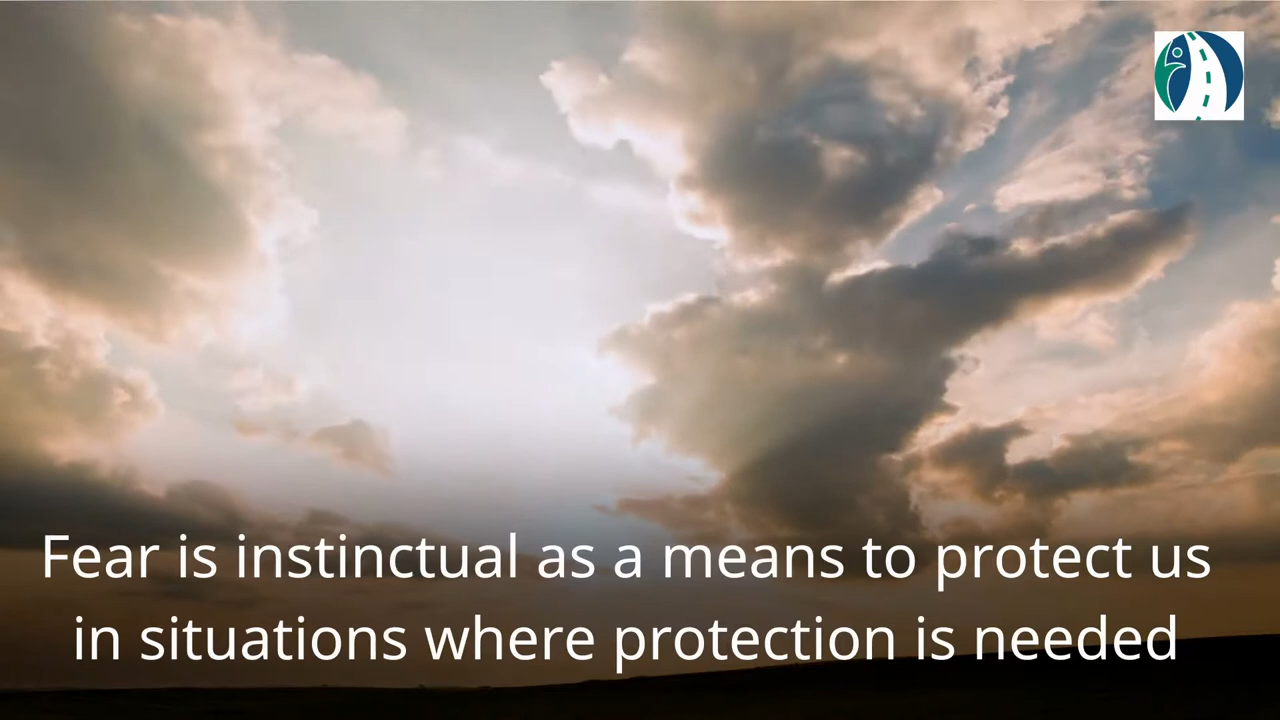 Fear is instinctual as a means to protect us
in situations where protection is needed